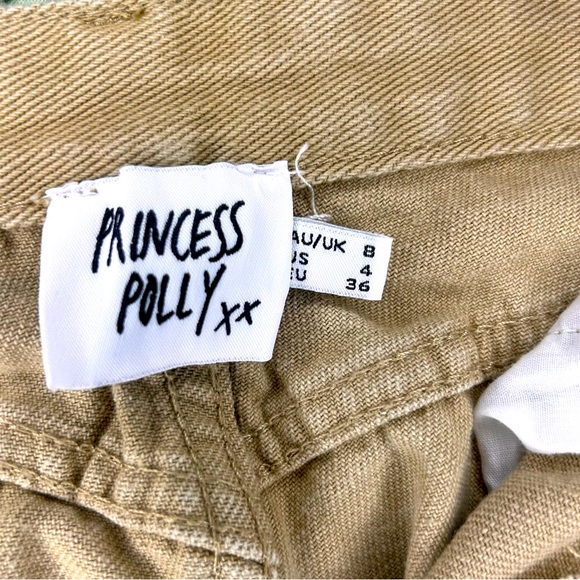 PRINCESS
POLLY xx
AU/UK 8
US 4
EU 36